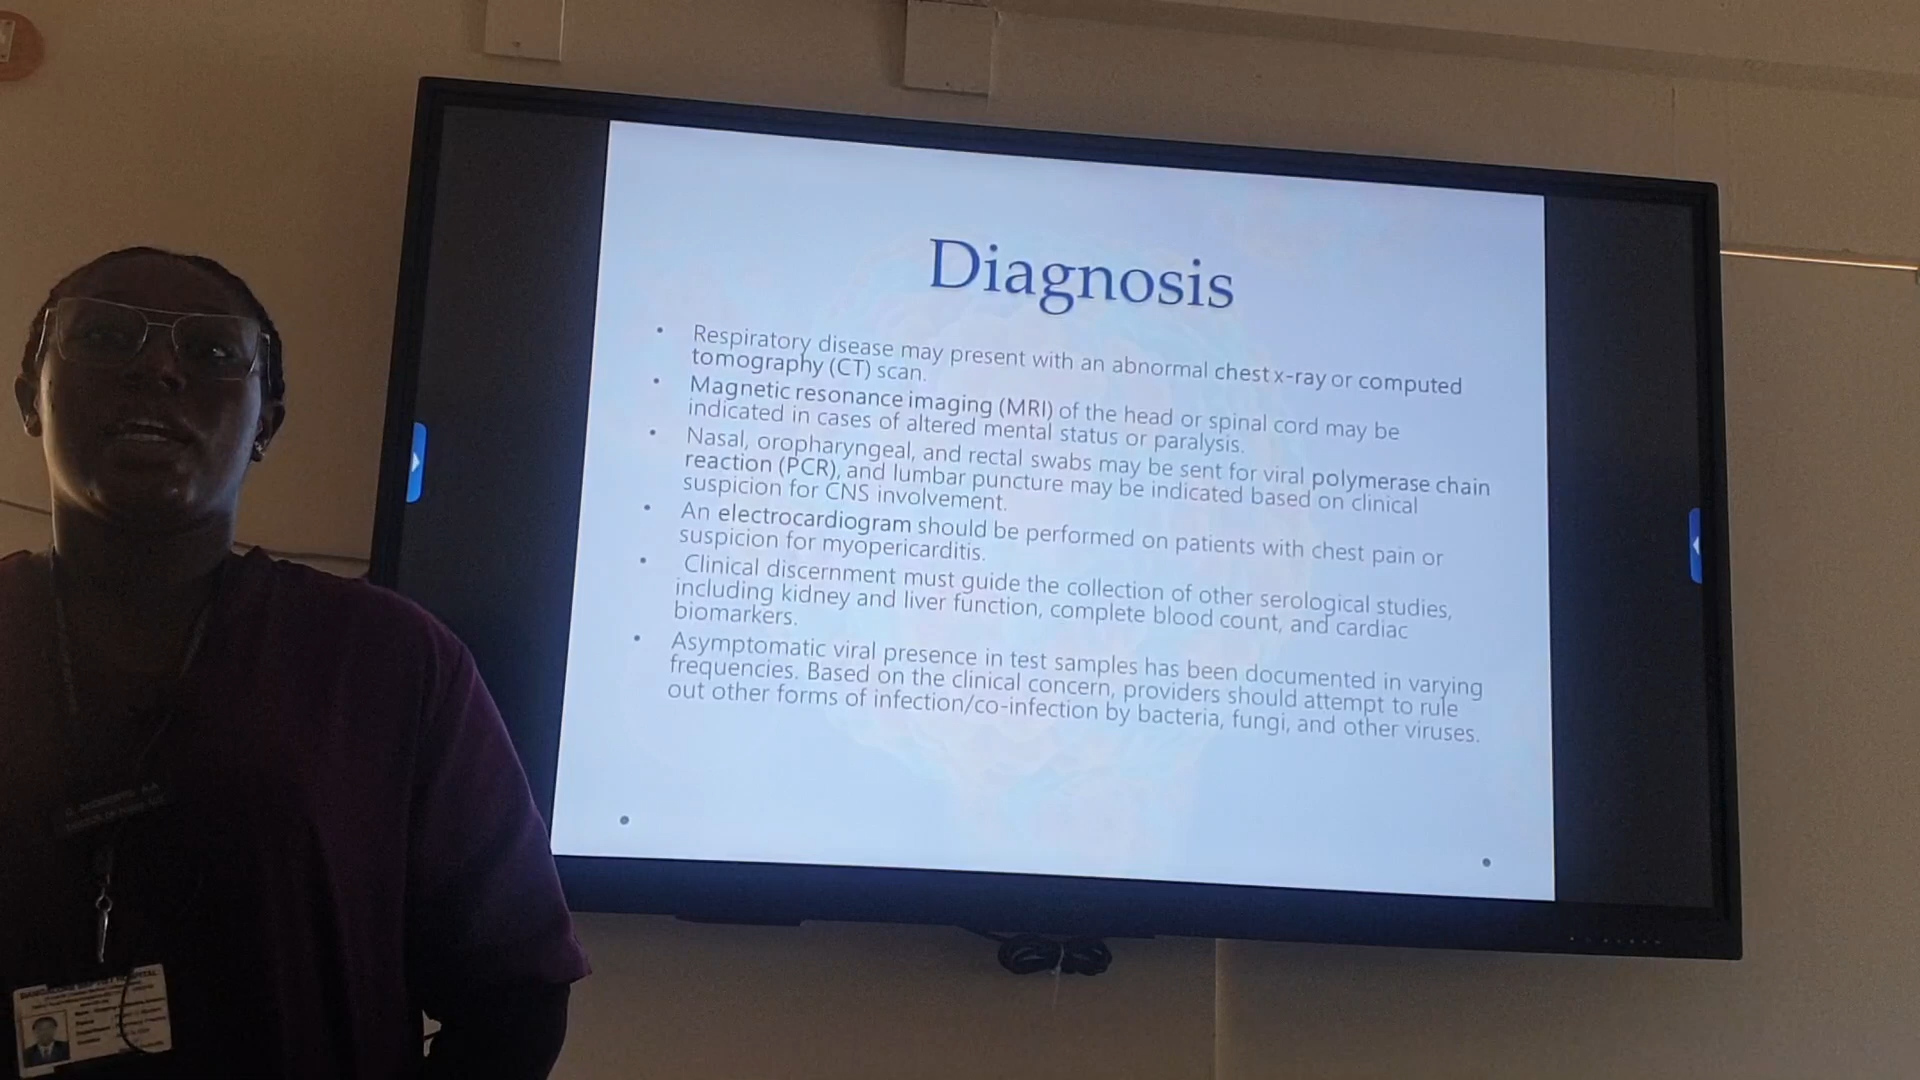 Diagnosis
• Respiratory disease may present with an abnormal chest x-ray or computed
tomography (CT) scan.
• Magnetic resonance imaging (MRI) of the head or spinal cord may be
indicated in cases of altered mental status or paralysis.
• Nasal, oropharyngeal, and rectal swabs may be sent for viral polymerase chain
reaction (PCR), and lumbar puncture may be indicated based on clinical
suspicion for CNS involvement.
• An electrocardiogram should be performed on patients with chest pain or
suspicion for myopericarditis.
• Clinical discernment must guide the collection of other serological studies,
including kidney and liver function, complete blood count, and cardiac
biomarkers.
• Asymptomatic viral presence in test samples has been documented in varying
frequencies. Based on the clinical concern, providers should attempt to rule
out other forms of infection/co-infection by bacteria, fungi, and other viruses.